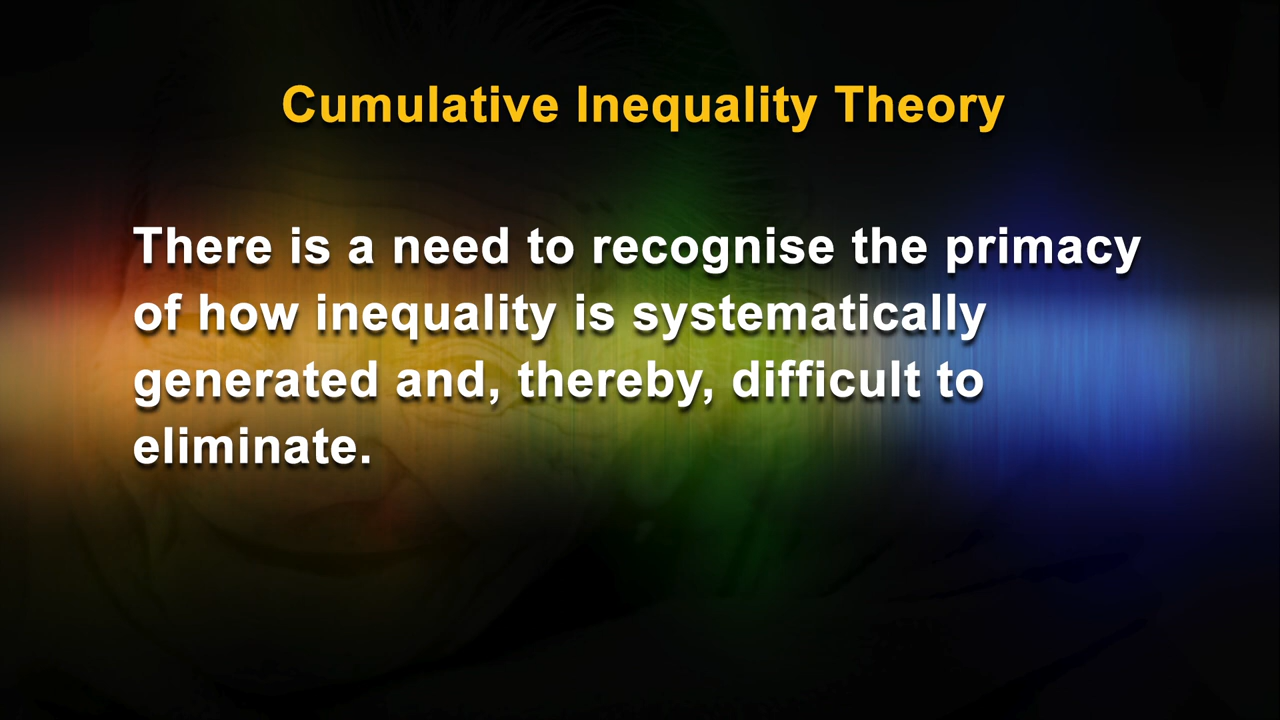 Cumulative Inequality Theory
There is a need to recognise the primacy
of how inequality is systematically
generated and, thereby, difficult to
eliminate.